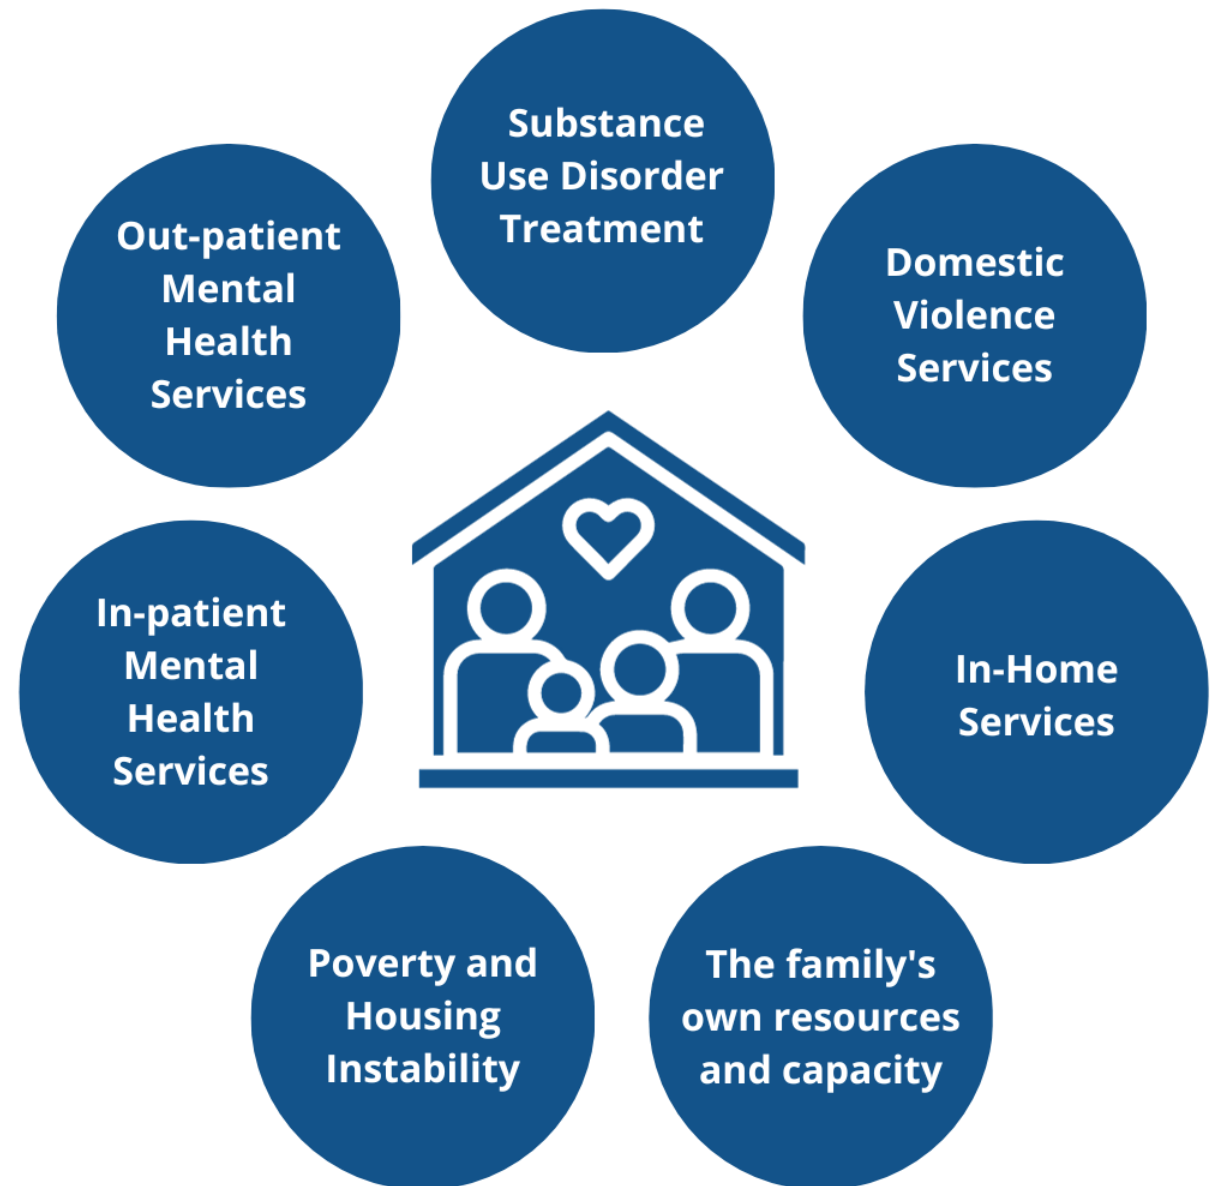 Substance
Use Disorder
Treatment
Out-patient
Mental
Health
Services
Domestic
Violence
Services
In-patient
Mental
Health
Services
In-Home
Services
Poverty and
Housing
Instability
The family's
own resources
and capacity